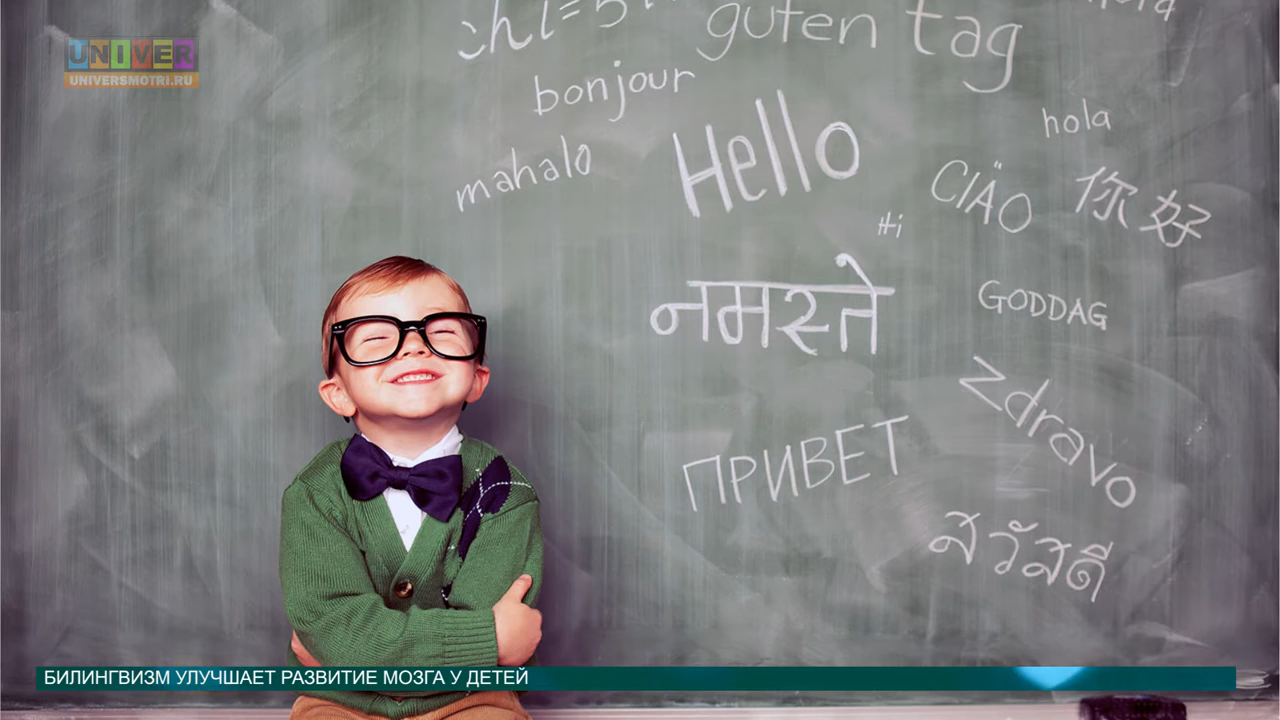 UNIVER
UNIVERSMOTRI.RU
guten tag
bonjour
hola
mahalo
Hello
CIÄO
你好
Hi
नमस्ते
GODDAG
Zdravo
ПРИВЕТ
สวัสดี
БИЛИНГВИЗМ УЛУЧШАЕТ РАЗВИТИЕ МОЗГА У ДЕТЕЙ